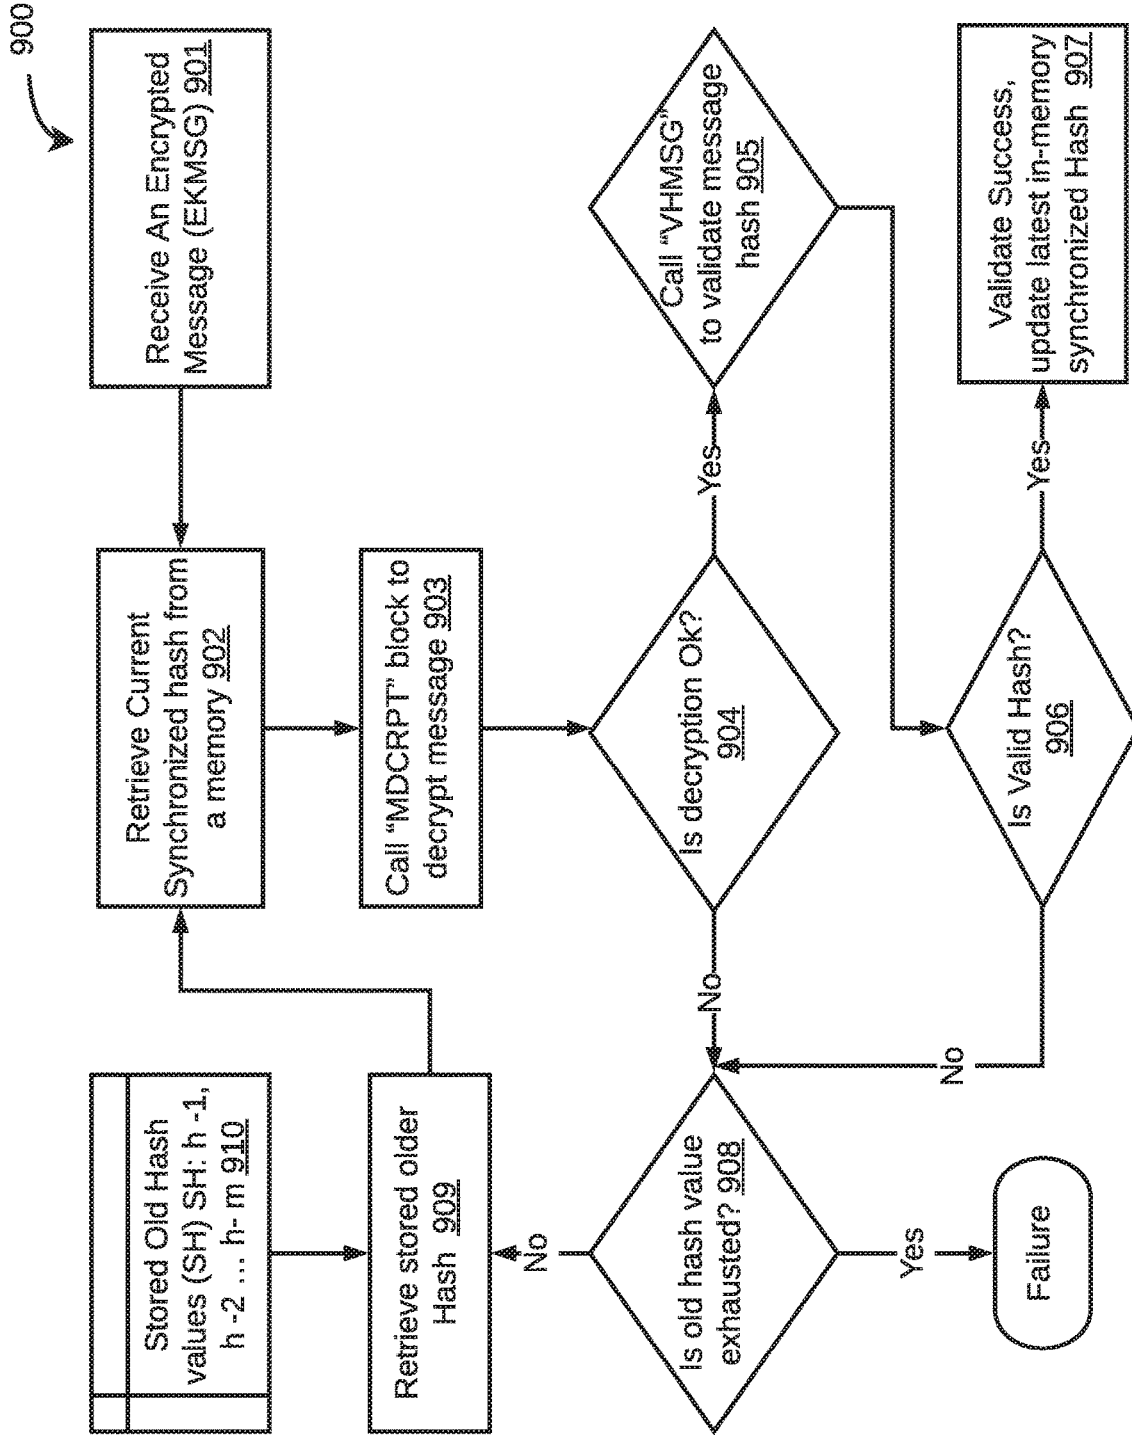 900
Receive An Encrypted
Message (EKMSG) 901
Retrieve Current
Synchronized hash from
a memory 902
Call “MDCRPT” block to
decrypt message 903
Is decryption Ok?
904
Yes
No
Call “VHMSG”
to validate message
hash 905
Is Valid Hash?
906
Yes
No
Validate Success,
update latest in-memory
synchronized Hash 907
Is old hash value
exhausted? 908
No
Yes
Retrieve stored older
Hash 909
Stored Old Hash
values (SH) SH: h -1,
h -2 ... h- m 910
Failure